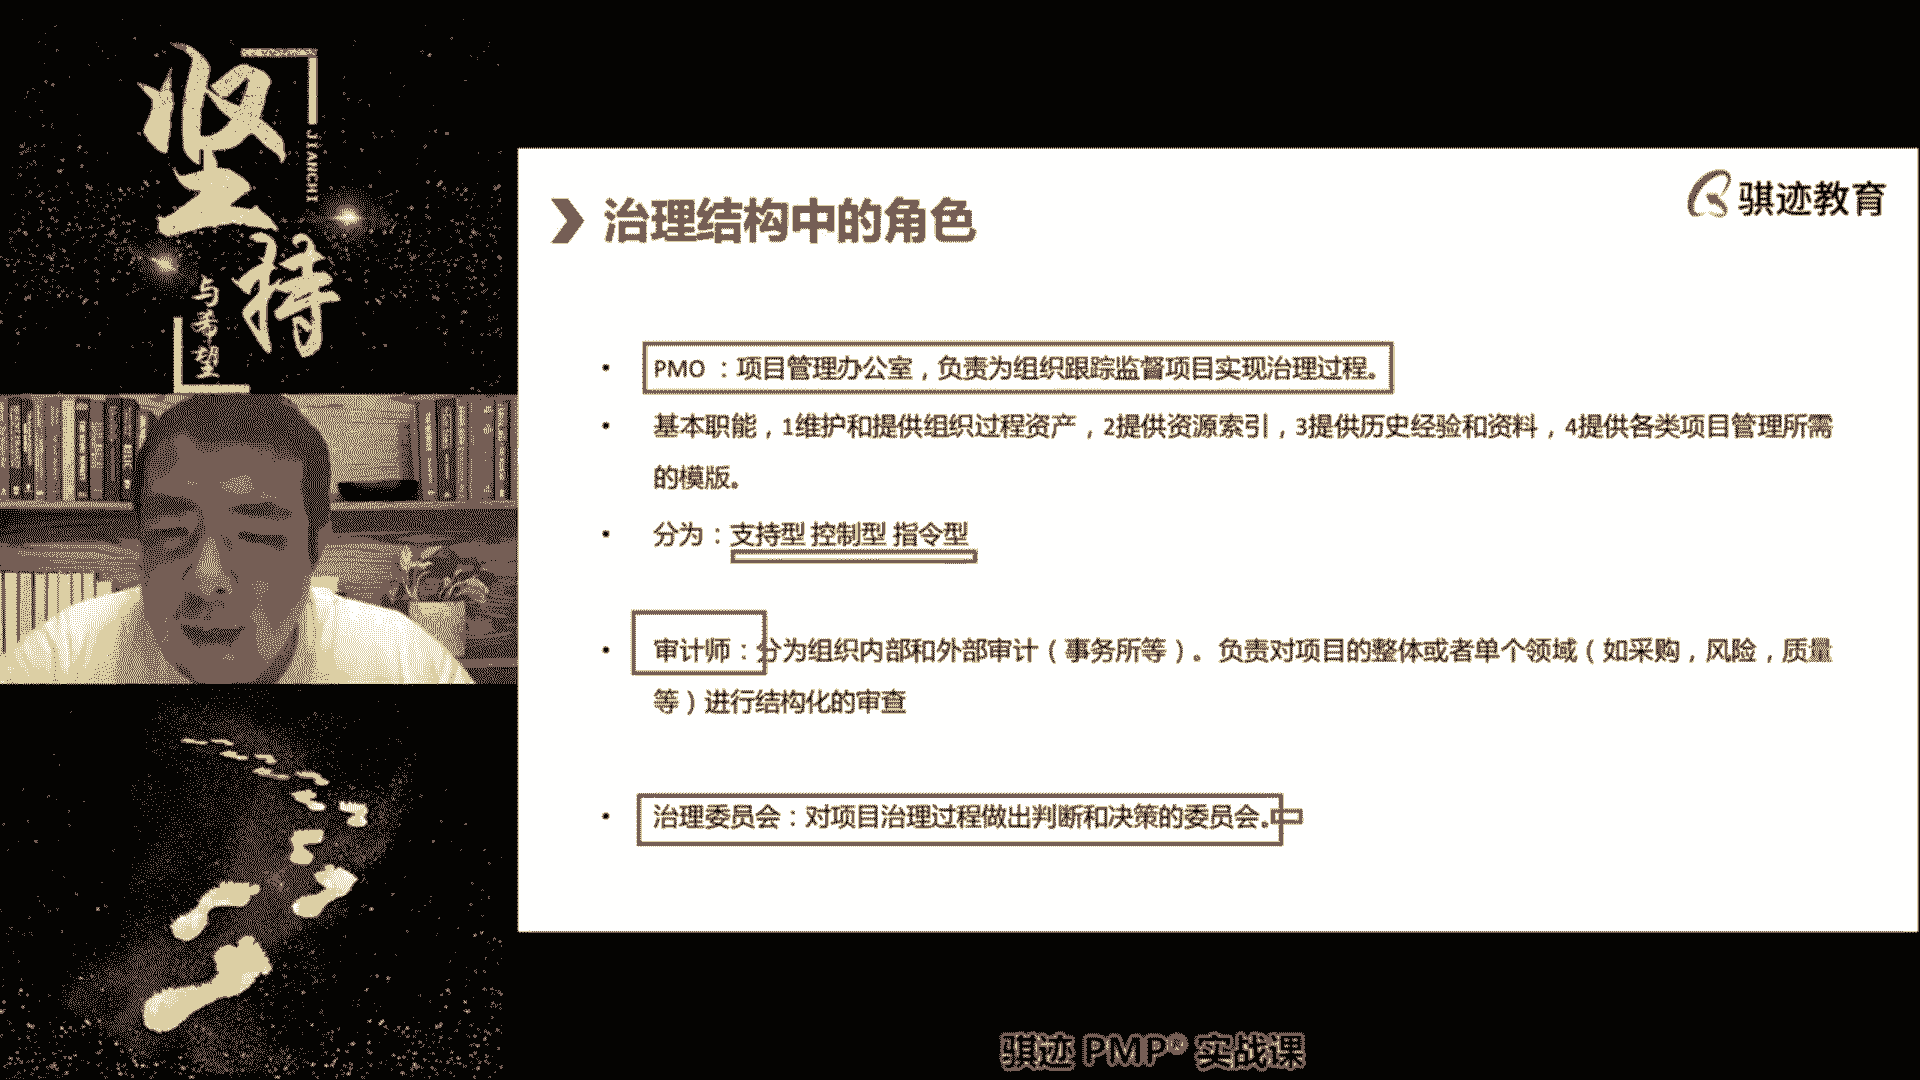 坚持
JIANCHI
与希望
骐迹教育
治理结构中的角色
• PMO ：项目管理办公室，负责为组织跟踪监督项目实现治理过程。
• 基本职能，1维护和提供组织过程资产，2提供资源索引，3提供历史经验和资料，4提供各类项目管理所需
的模版。
• 分为：支持型 控制型 指令型
• 审计师：分为组织内部和外部审计（事务所等）。负责对项目的整体或者单个领域（如采购，风险，质量
等）进行结构化的审查
• 治理委员会：对项目治理过程做出判断和决策的委员会。
骐迹 PMP® 实战课